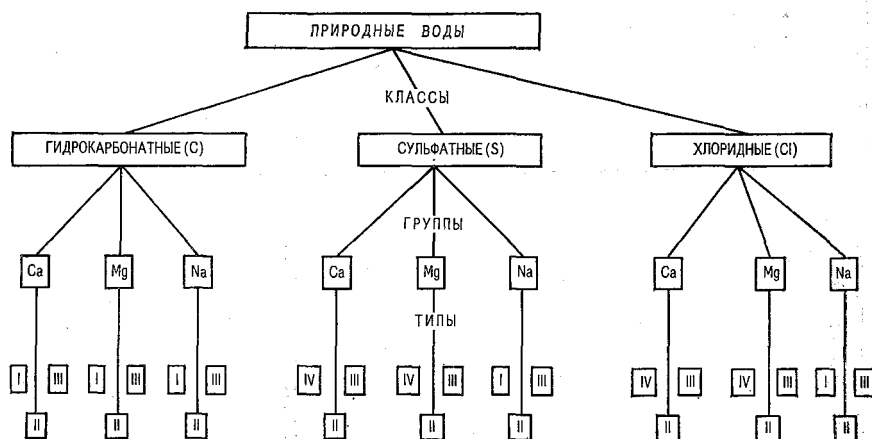 ПРИРОДНЫЕ ВОДЫ
КЛАССЫ
ГИДРОКАРБОНАТНЫЕ (С) СУЛЬФАТНЫЕ (S) ХЛОРИДНЫЕ (Cl)
ГРУППЫ
Ca Mg Na Ca Mg Na Ca Mg Na
ТИПЫ
I III I III I III IV III IV III I III IV III IV III I III
II II II II II II II II II